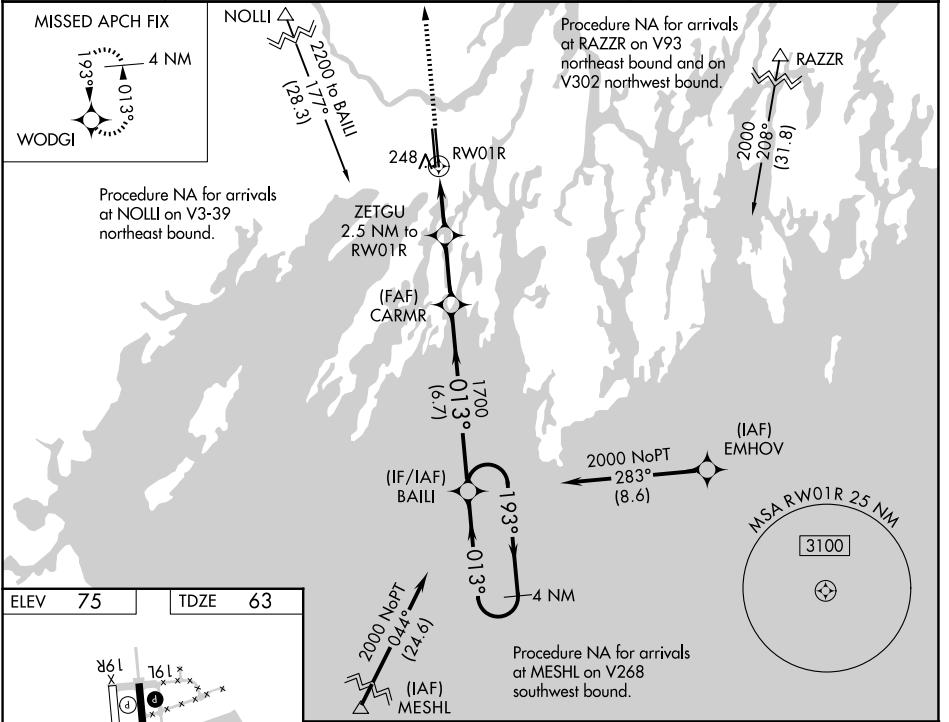 MISSED APCH FIX
193°
4 NM
013°
WODGI
NOLLI
2200 to BAILI
177°
(28.3)
Procedure NA for arrivals
at RAZZR on V93
northeast bound and on
V302 northwest bound.
RAZZR
2000
208°
(31.8)
248
RW01R
Procedure NA for arrivals
at NOLLI on V3-39
northeast bound.
ZETGU
2.5 NM to
RW01R
(FAF)
CARMR
1700
013°
(6.7)
(IF/IAF)
BAILI
193°
013°
4 NM
(IAF)
EMHOV
2000 NoPT
283°
(8.6)
MSA RW01R 25 NM
3100
2000 NoPT
044°
(24.6)
(IAF)
MESHL
Procedure NA for arrivals
at MESHL on V268
southwest bound.
ELEV 75
TDZE 63
19R
19L
P
P